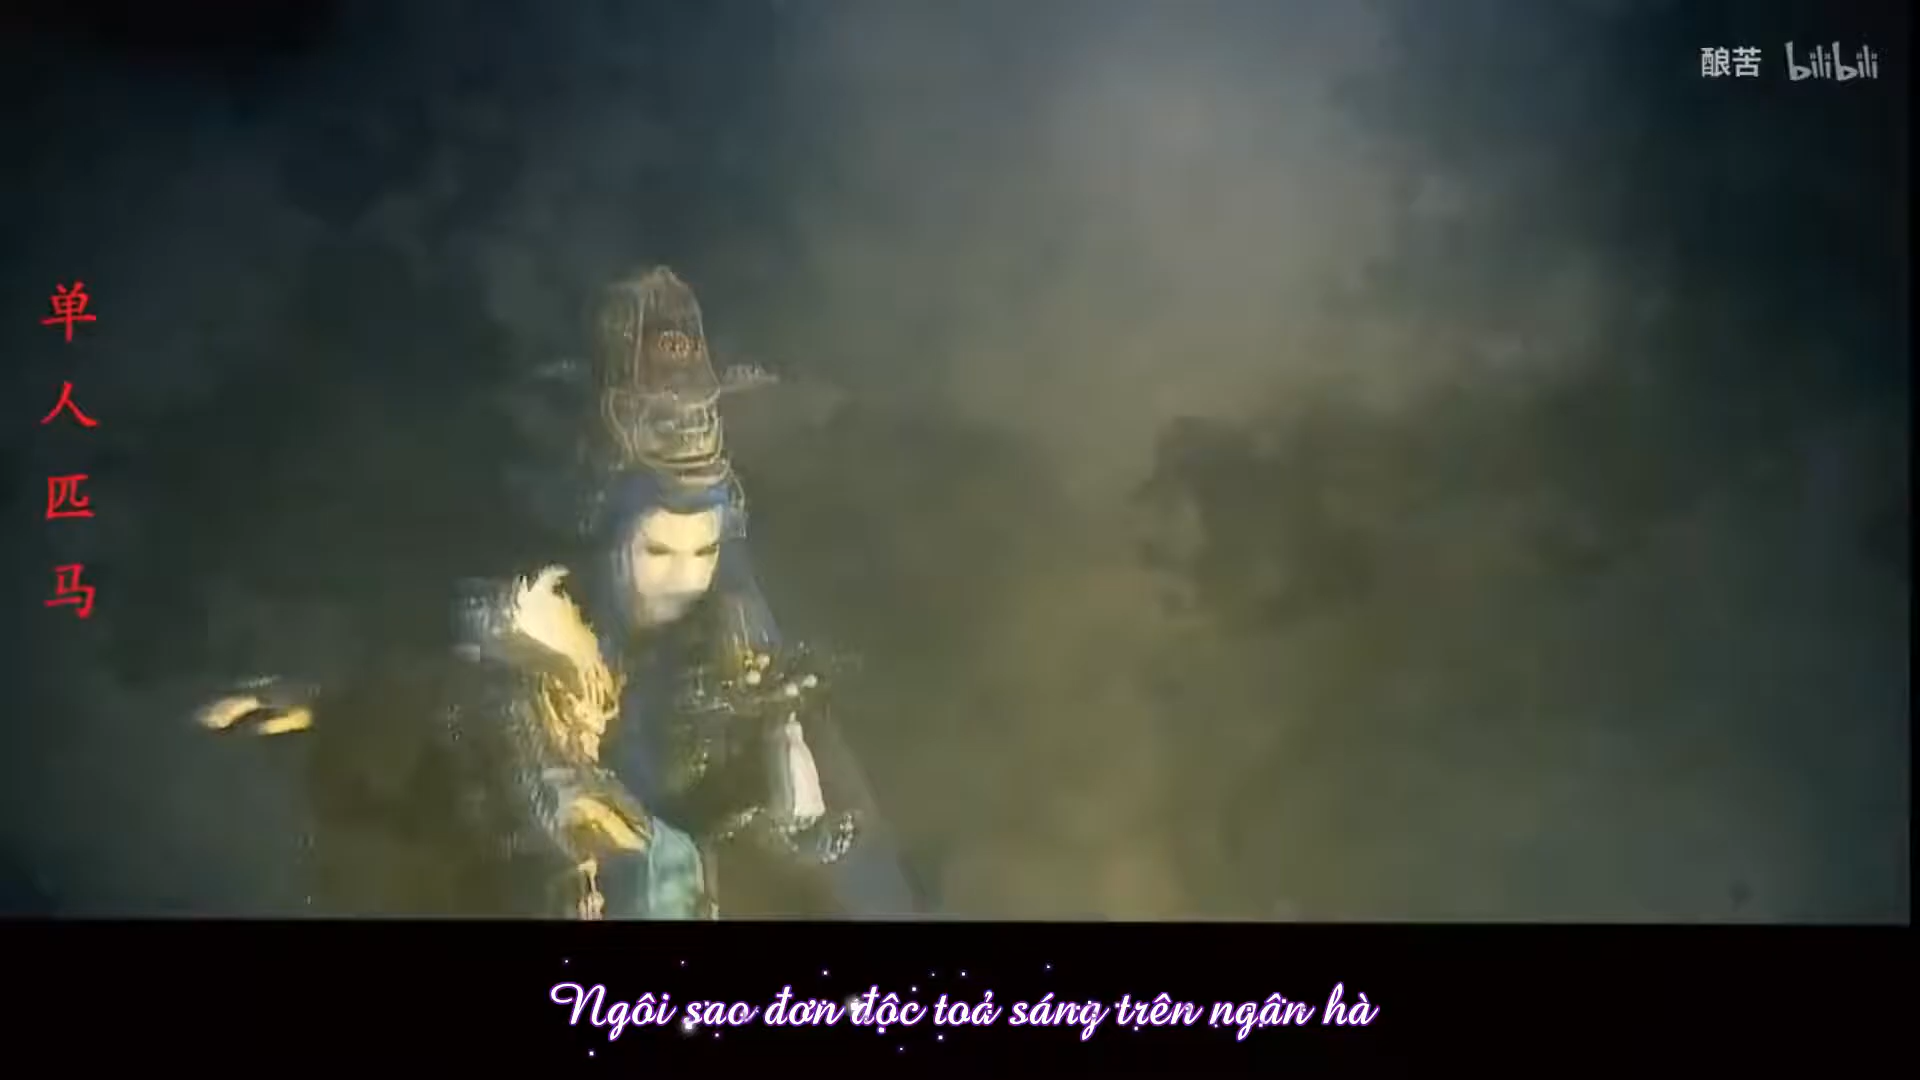 酿苦 bilibili
单人匹马
Ngôi sao đơn độc toả sáng trên ngân hà